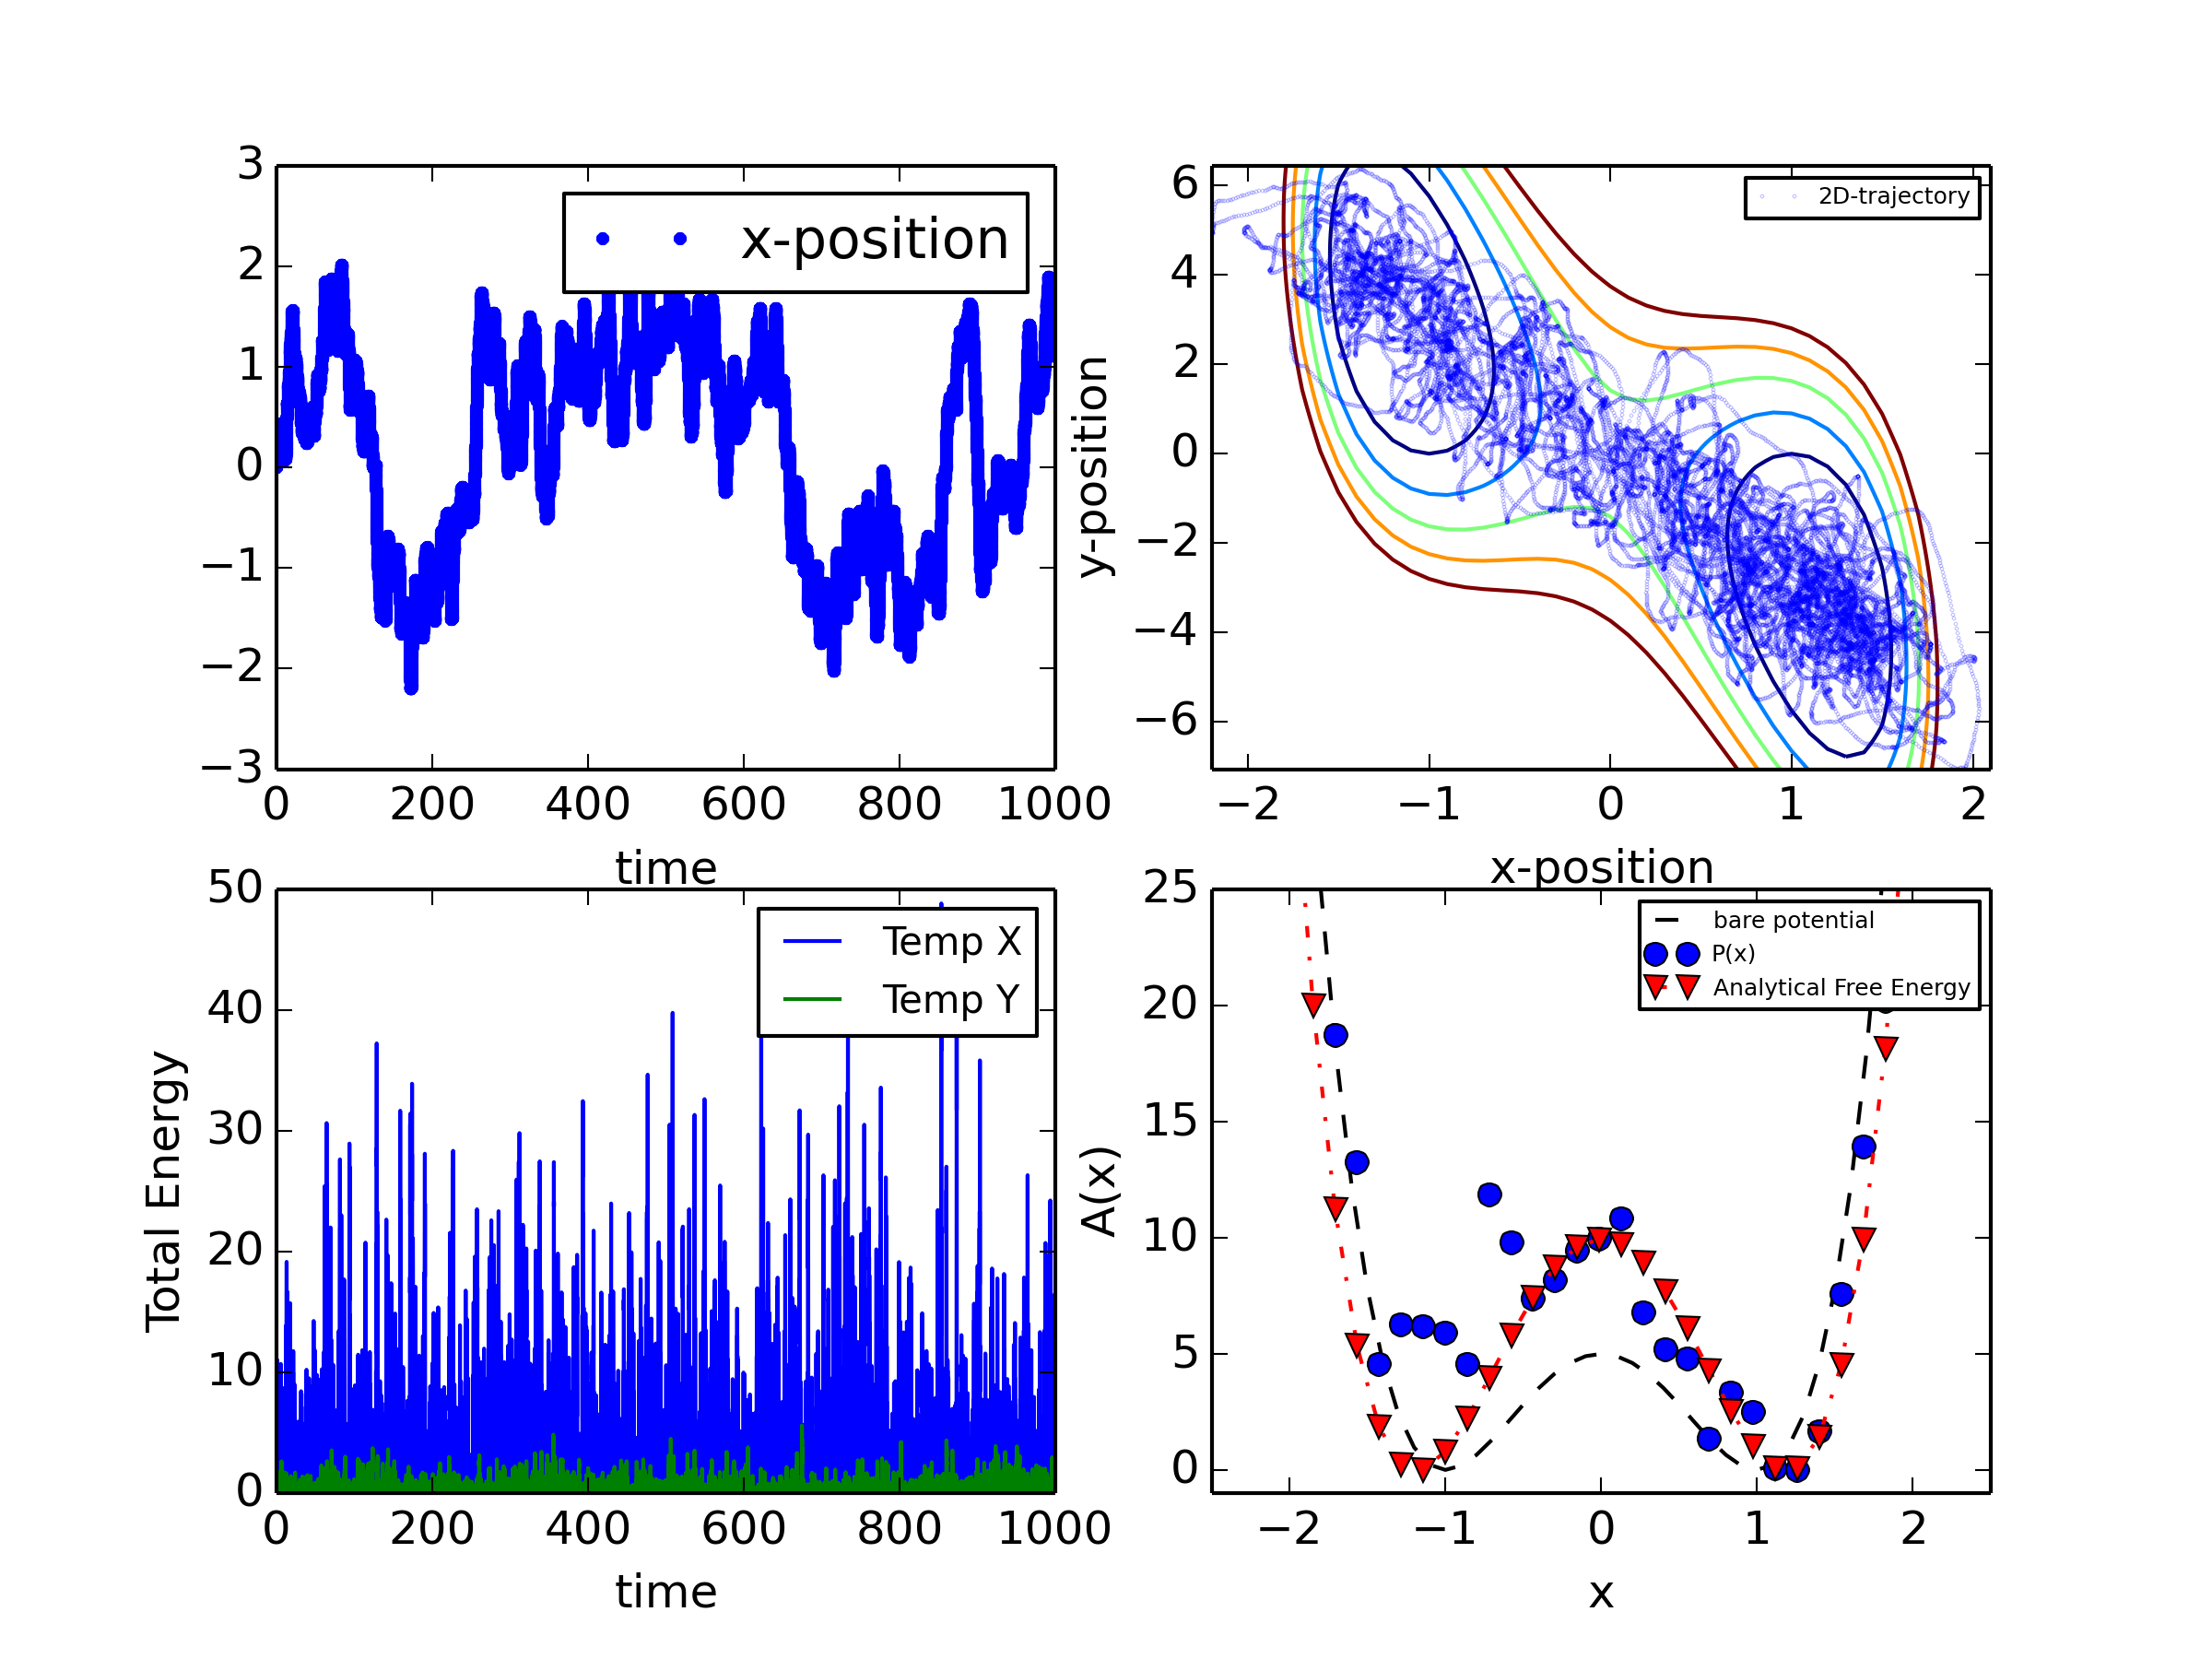 3
2
1
0
−1
−2
−3
0 200 400 600 800 1000
time
x-position
6
4
2
0
−2
−4
−6
y-position
−2 −1 0 1 2
x-position
2D-trajectory
50
40
30
20
10
0
Total Energy
0 200 400 600 800 1000
time
Temp X
Temp Y
25
20
15
10
5
0
A(x)
−2 −1 0 1 2
x
bare potential
P(x)
Analytical Free Energy